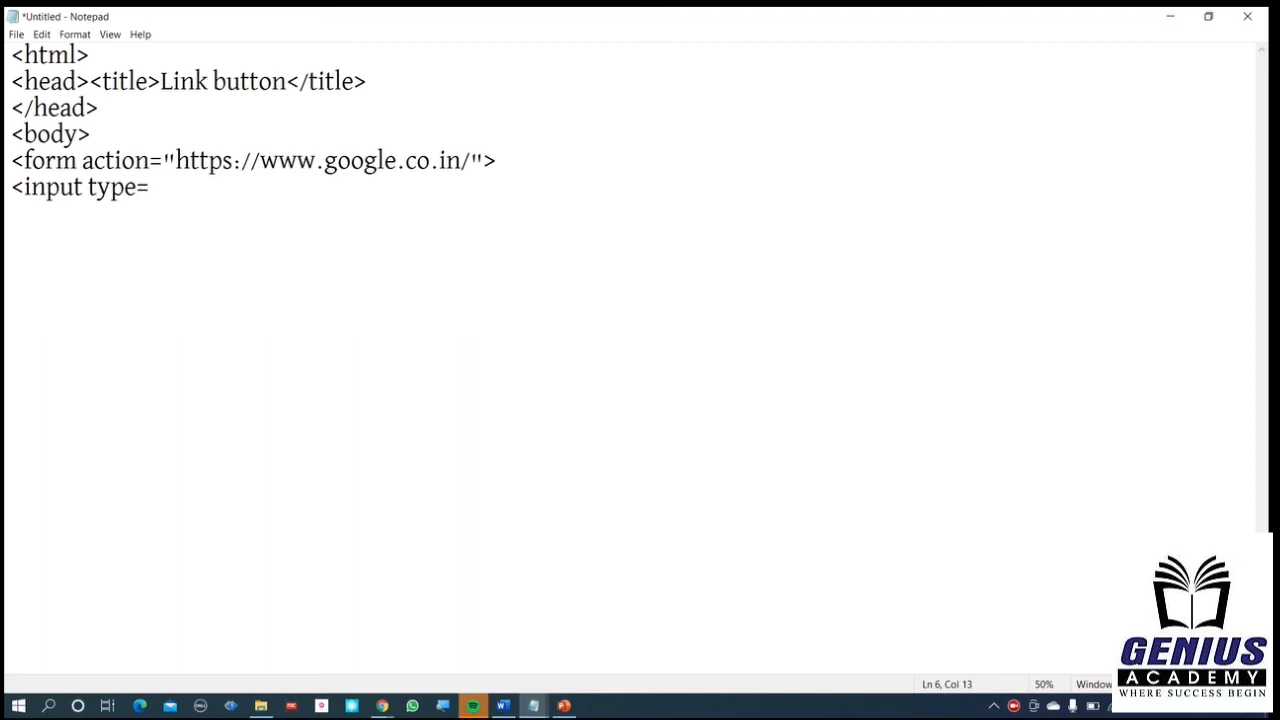 *Untitled - Notepad
File Edit Format View Help
<html>
<head><title>Link button</title>
</head>
<body>
<form action="https://www.google.co.in/">
<input type=
Ln 6, Col 13 50% Window
GENIUS
ACADEMY
WHERE SUCCESS BEGIN